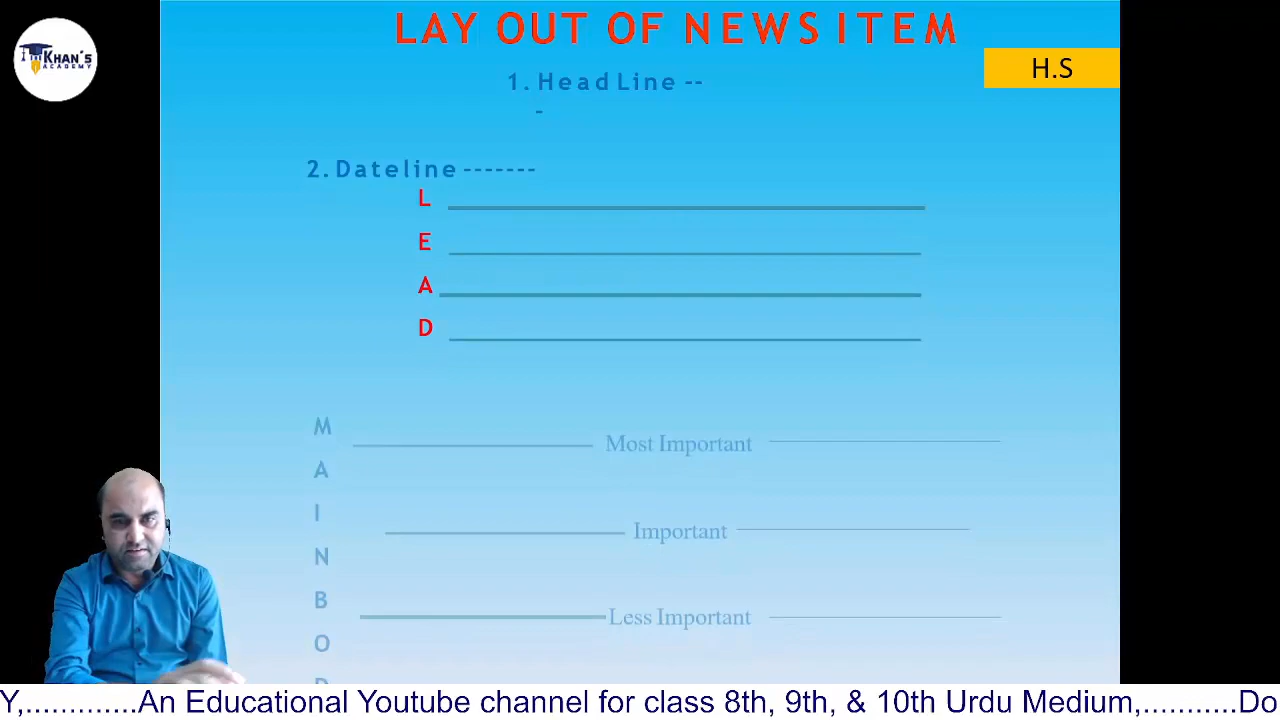 LAY OUT OF NEWS ITEM
KHAN'S
ACADEMY
H.S
1. Head Line --
-
2. Dateline -------
L
E
A
D
M
A
I
N
B
O
Most Important
Important
Less Important
Y,.............An Educational Youtube channel for class 8th, 9th, & 10th Urdu Medium,...........Do